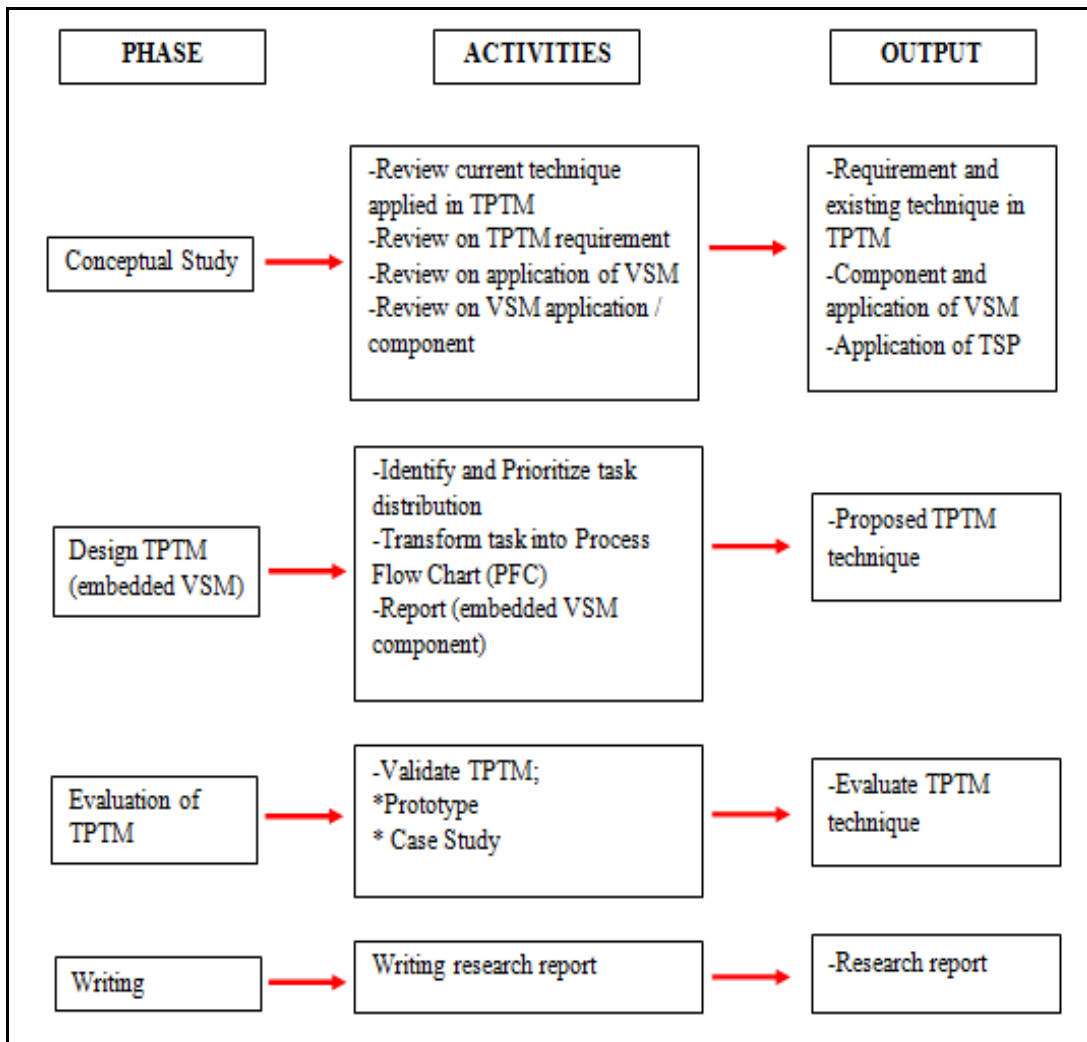 PHASE
ACTIVITIES
OUTPUT
Conceptual Study
-Review current technique
applied in TPTM
-Review on TPTM requirement
-Review on application of VSM
-Review on VSM application /
component
-Requirement and
existing technique in
TPTM
-Component and
application of VSM
-Application of TSP
Design TPTM
(embedded VSM)
-Identify and Prioritize task
distribution
-Transform task into Process
Flow Chart (PFC)
-Report (embedded VSM
component)
-Proposed TPTM
technique
Evaluation of
TPTM
-Validate TPTM;
*Prototype
* Case Study
-Evaluate TPTM
technique
Writing
Writing research report
-Research report